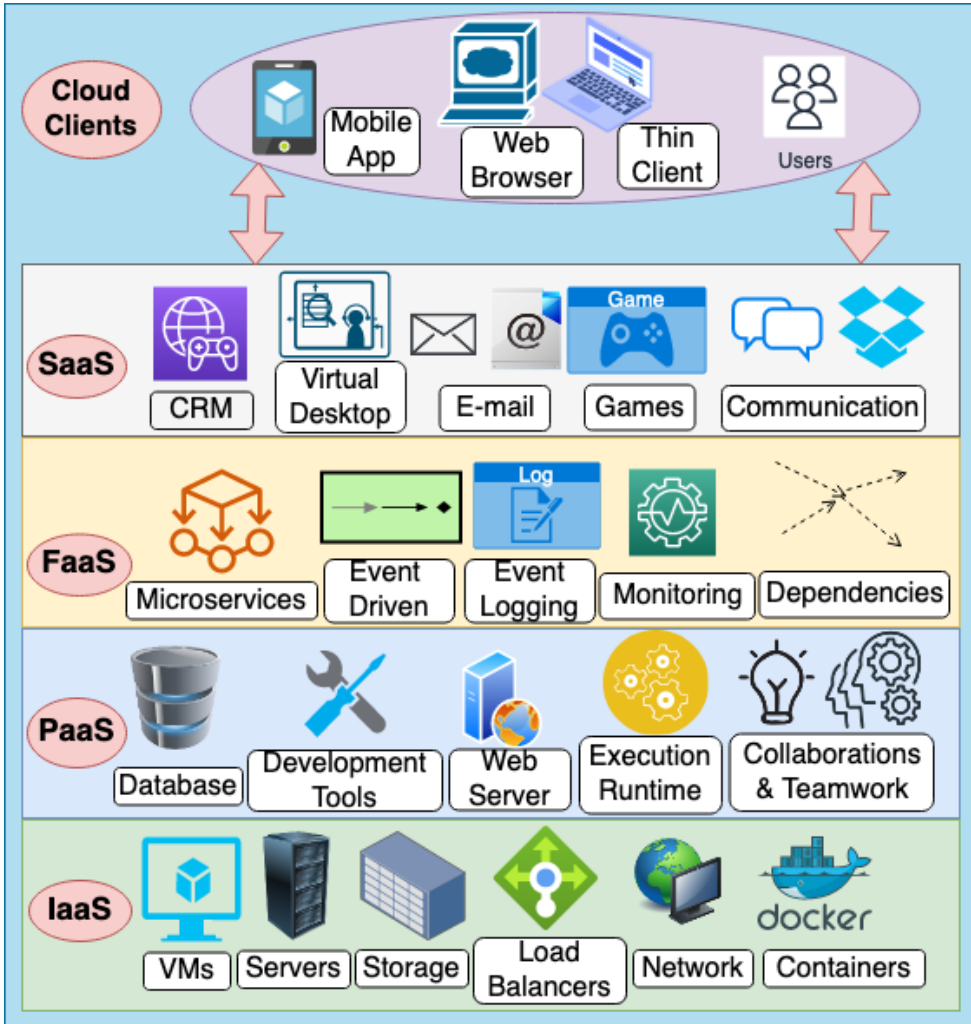 Cloud
Clients
Mobile
App
Web
Browser
Thin
Client
Users
SaaS
CRM
Virtual
Desktop
@
E-mail
Game
Games
Communication
FaaS
Microservices
Event
Driven
Log
Event
Logging
Monitoring
Dependencies
PaaS
Database
Development
Tools
Web
Server
Execution
Runtime
Collaborations
& Teamwork
IaaS
VMs
Servers
Storage
Load
Balancers
Network
docker
Containers